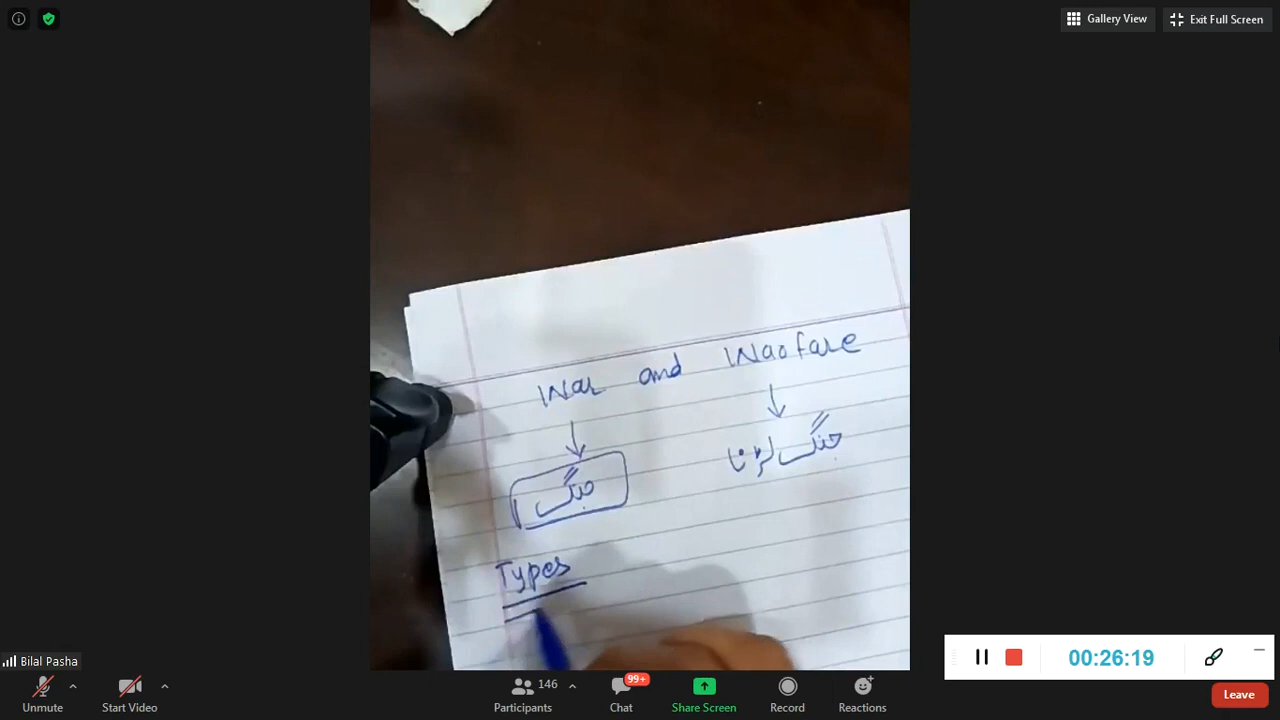 Gallery View
Exit Full Screen
War and Warfare
جنگ
جنگ لڑنا
Types
Bilal Pasha
00:26:19
Unmute
Start Video
146
Participants
99+
Chat
Share Screen
Record
Reactions
Leave